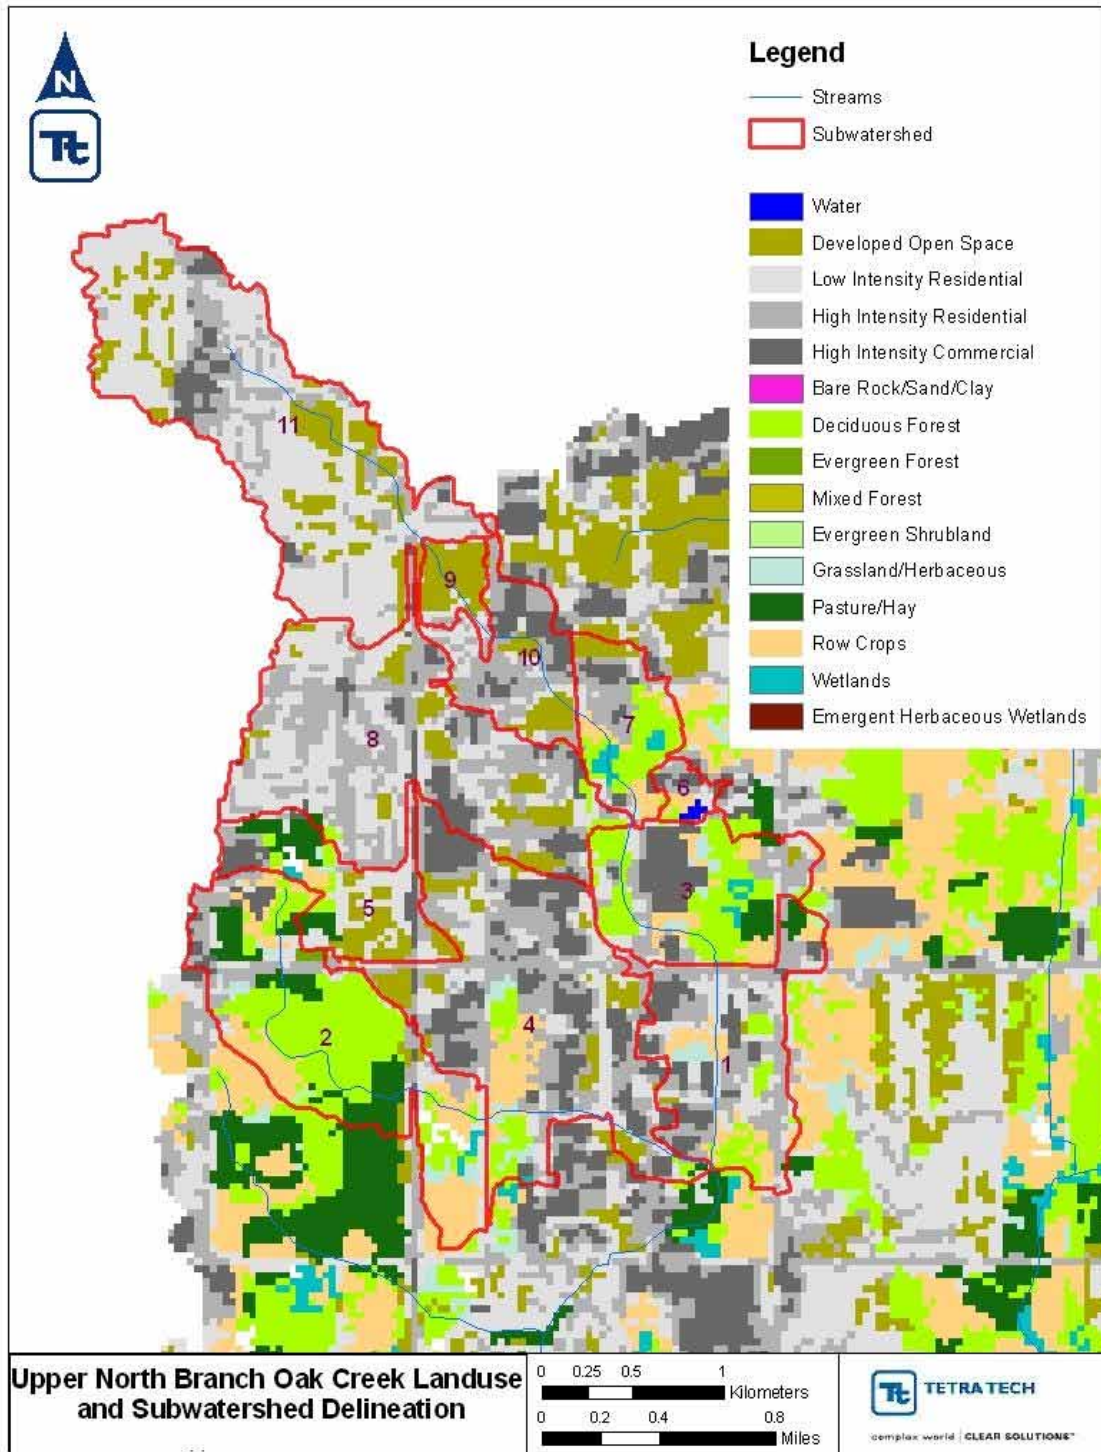 N
Tt
Legend
Streams
Subwatershed
Water
Developed Open Space
Low Intensity Residential
High Intensity Residential
High Intensity Commercial
Bare Rock/Sand/Clay
Deciduous Forest
Evergreen Forest
Mixed Forest
Evergreen Shrubland
Grassland/Herbaceous
Pasture/Hay
Row Crops
Wetlands
Emergent Herbaceous Wetlands
11
9
10
7
8
6
3
5
4
2
1
Upper North Branch Oak Creek Landuse
and Subwatershed Delineation
0 0.25 0.5 1
Kilometers
0 0.2 0.4 0.8
Miles
Tt TETRA TECH
complex world | CLEAR SOLUTIONS™